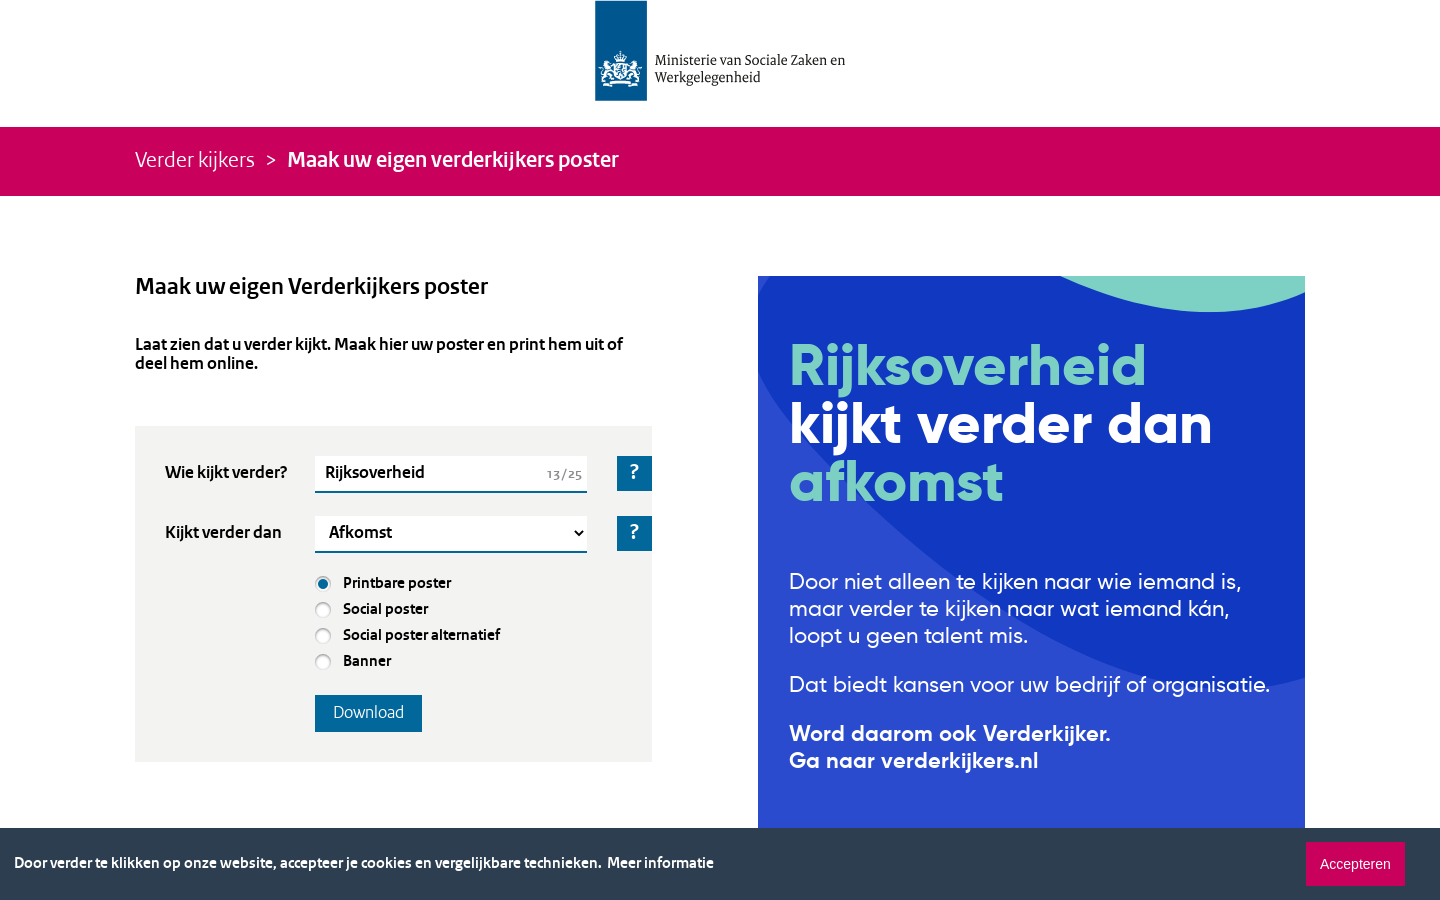 Ministerie van Sociale Zaken en
Werkgelegenheid
Verder kijkers > Maak uw eigen verderkijkers poster
Maak uw eigen Verderkijkers poster
Laat zien dat u verder kijkt. Maak hier uw poster en print hem uit of
deel hem online.
Wie kijkt verder? Rijksoverheid 13/25 ?
Kijkt verder dan Afkomst ?
Printbare poster
Social poster
Social poster alternatief
Banner
Download
Rijksoverheid
kijkt verder dan
afkomst
Door niet alleen te kijken naar wie iemand is,
maar verder te kijken naar wat iemand kán,
loopt u geen talent mis.
Dat biedt kansen voor uw bedrijf of organisatie.
Word daarom ook Verderkijker.
Ga naar verderkijkers.nl
Door verder te klikken op onze website, accepteer je cookies en vergelijkbare technieken. Meer informatie
Accepteren